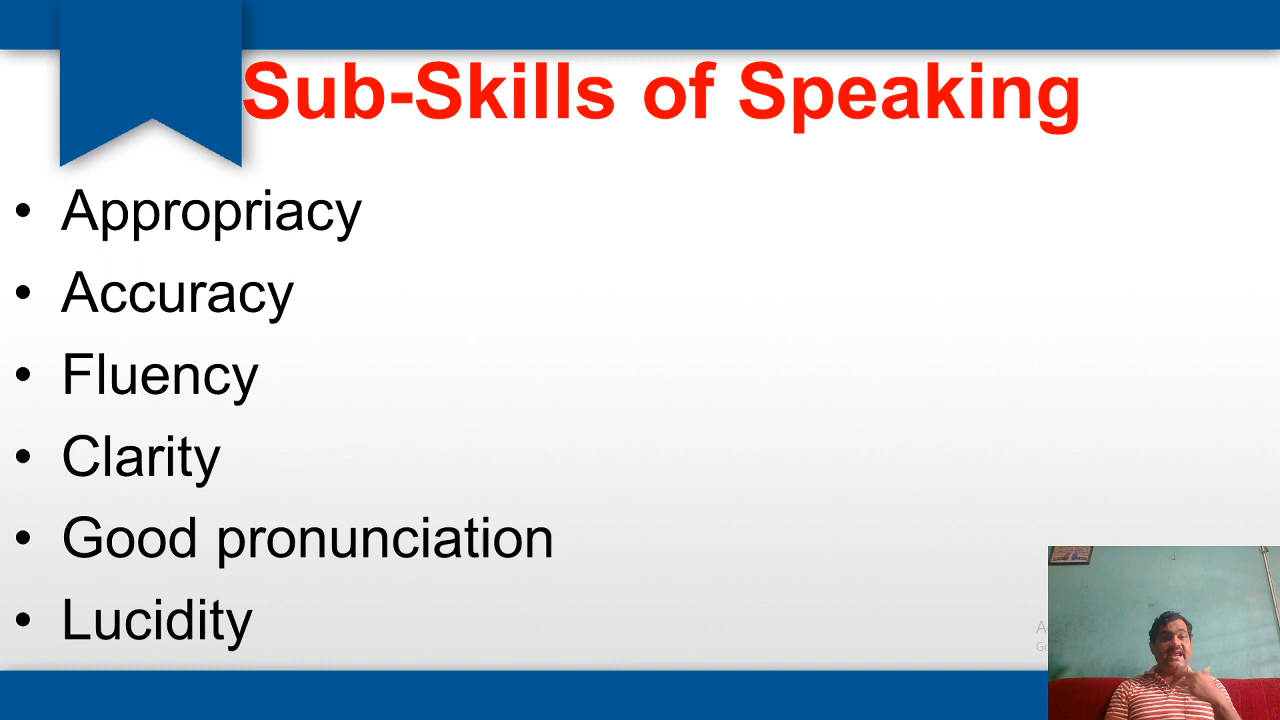 Sub-Skills of Speaking
• Appropriacy
• Accuracy
• Fluency
• Clarity
• Good pronunciation
• Lucidity